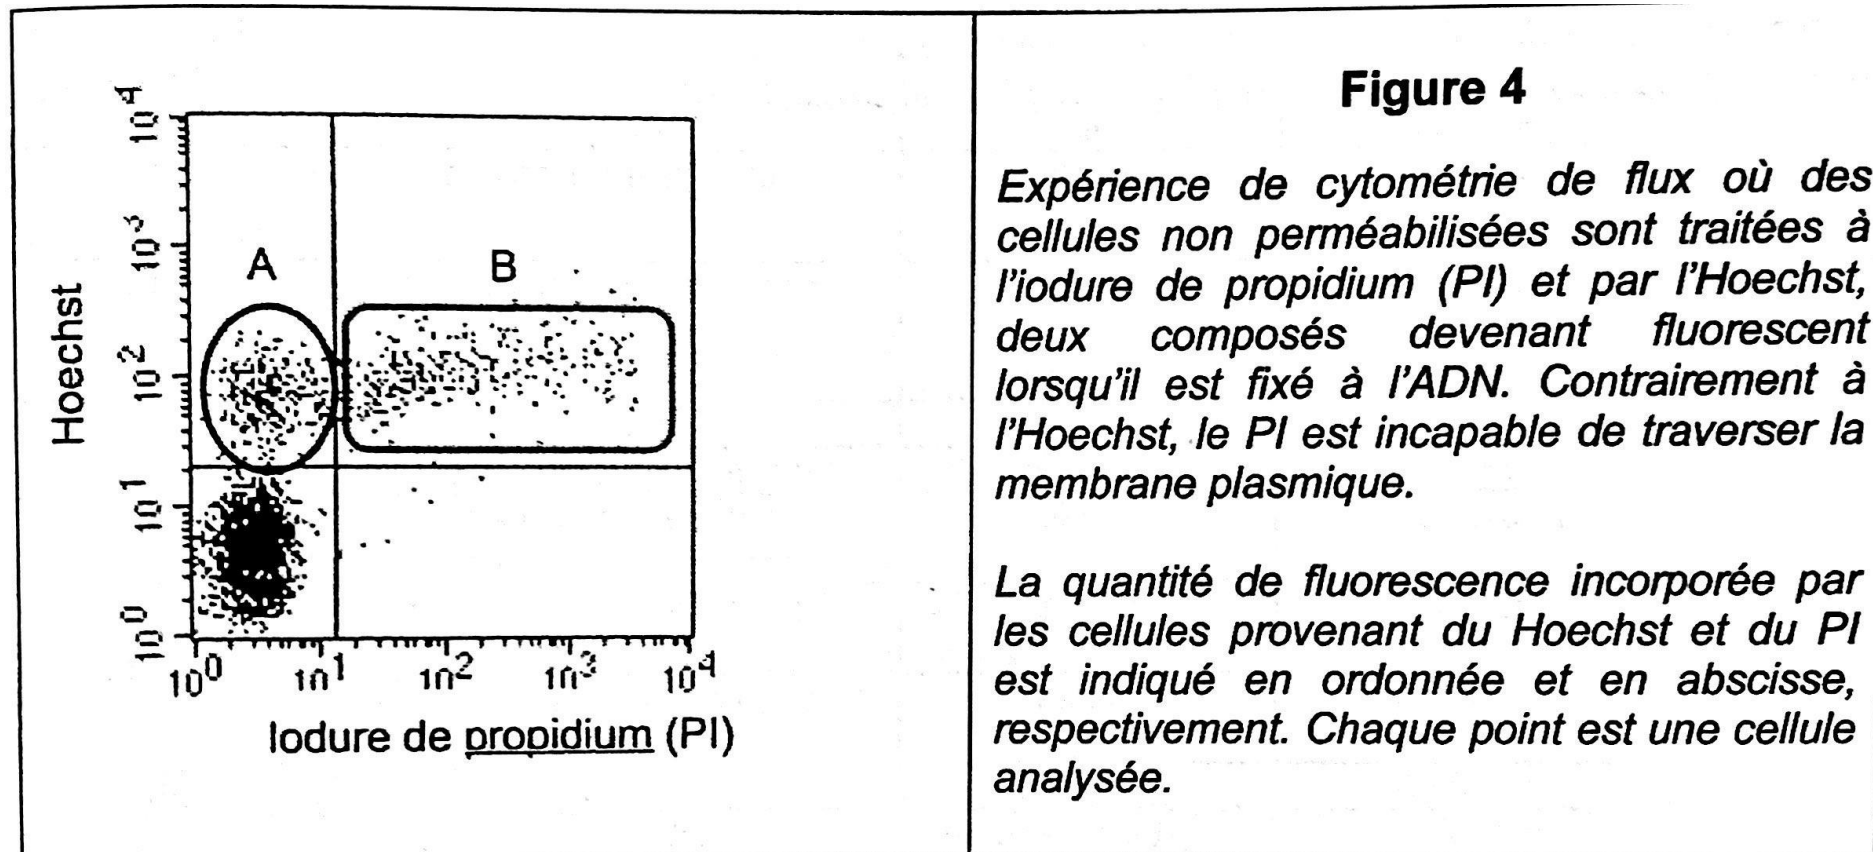 10⁴
10³
10²
10¹
10⁰
Hoechst
A
B
10⁰ 10¹ 10² 10³ 10⁴
Iodure de propidium (PI)
Figure 4
Expérience de cytométrie de flux où des
cellules non perméabilisées sont traitées à
l'iodure de propidium (PI) et par l'Hoechst,
deux composés devenant fluorescent
lorsqu'il est fixé à l'ADN. Contrairement à
l'Hoechst, le PI est incapable de traverser la
membrane plasmique.
La quantité de fluorescence incorporée par
les cellules provenant du Hoechst et du PI
est indiqué en ordonnée et en abscisse,
respectivement. Chaque point est une cellule
analysée.